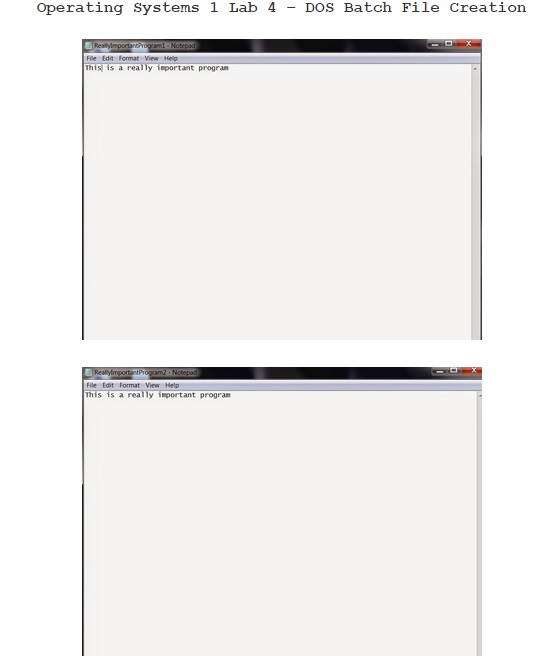 Operating Systems 1 Lab 4 – DOS Batch File Creation
ReallyImportantProgram1 - Notepad
File Edit Format View Help
This is a really important program
ReallyImportantProgram2 - Notepad
File Edit Format View Help
This is a really important program